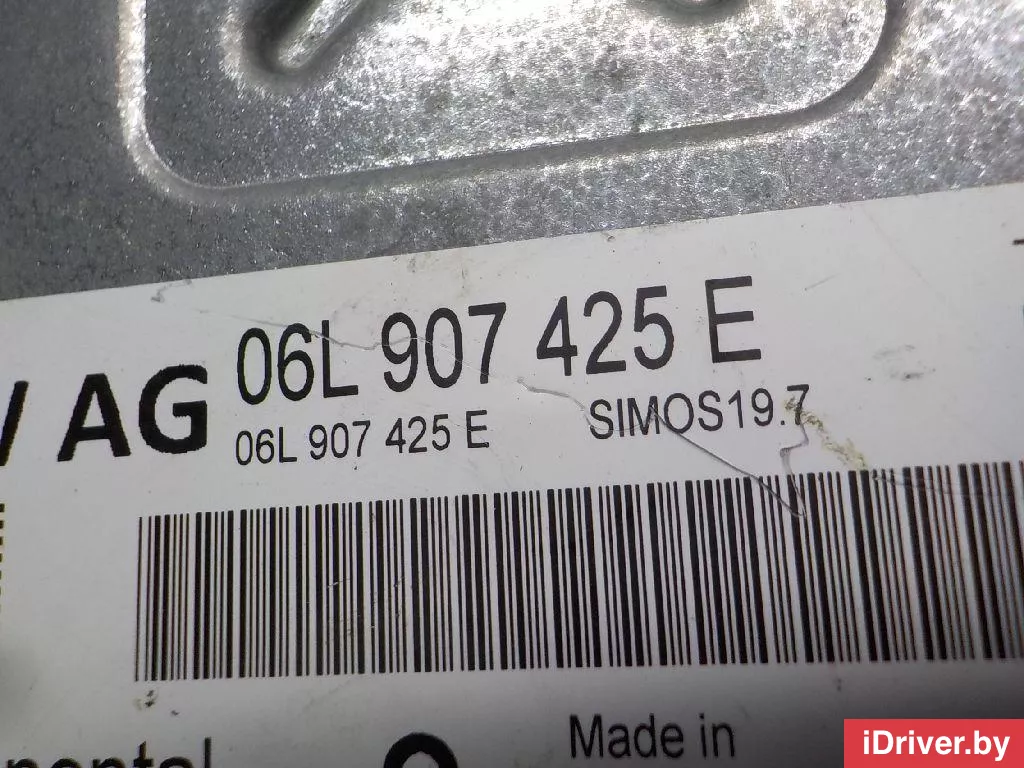 AG 06L 907 425 E
06L 907 425 E SIMOS19.7
Made in
iDriver.by